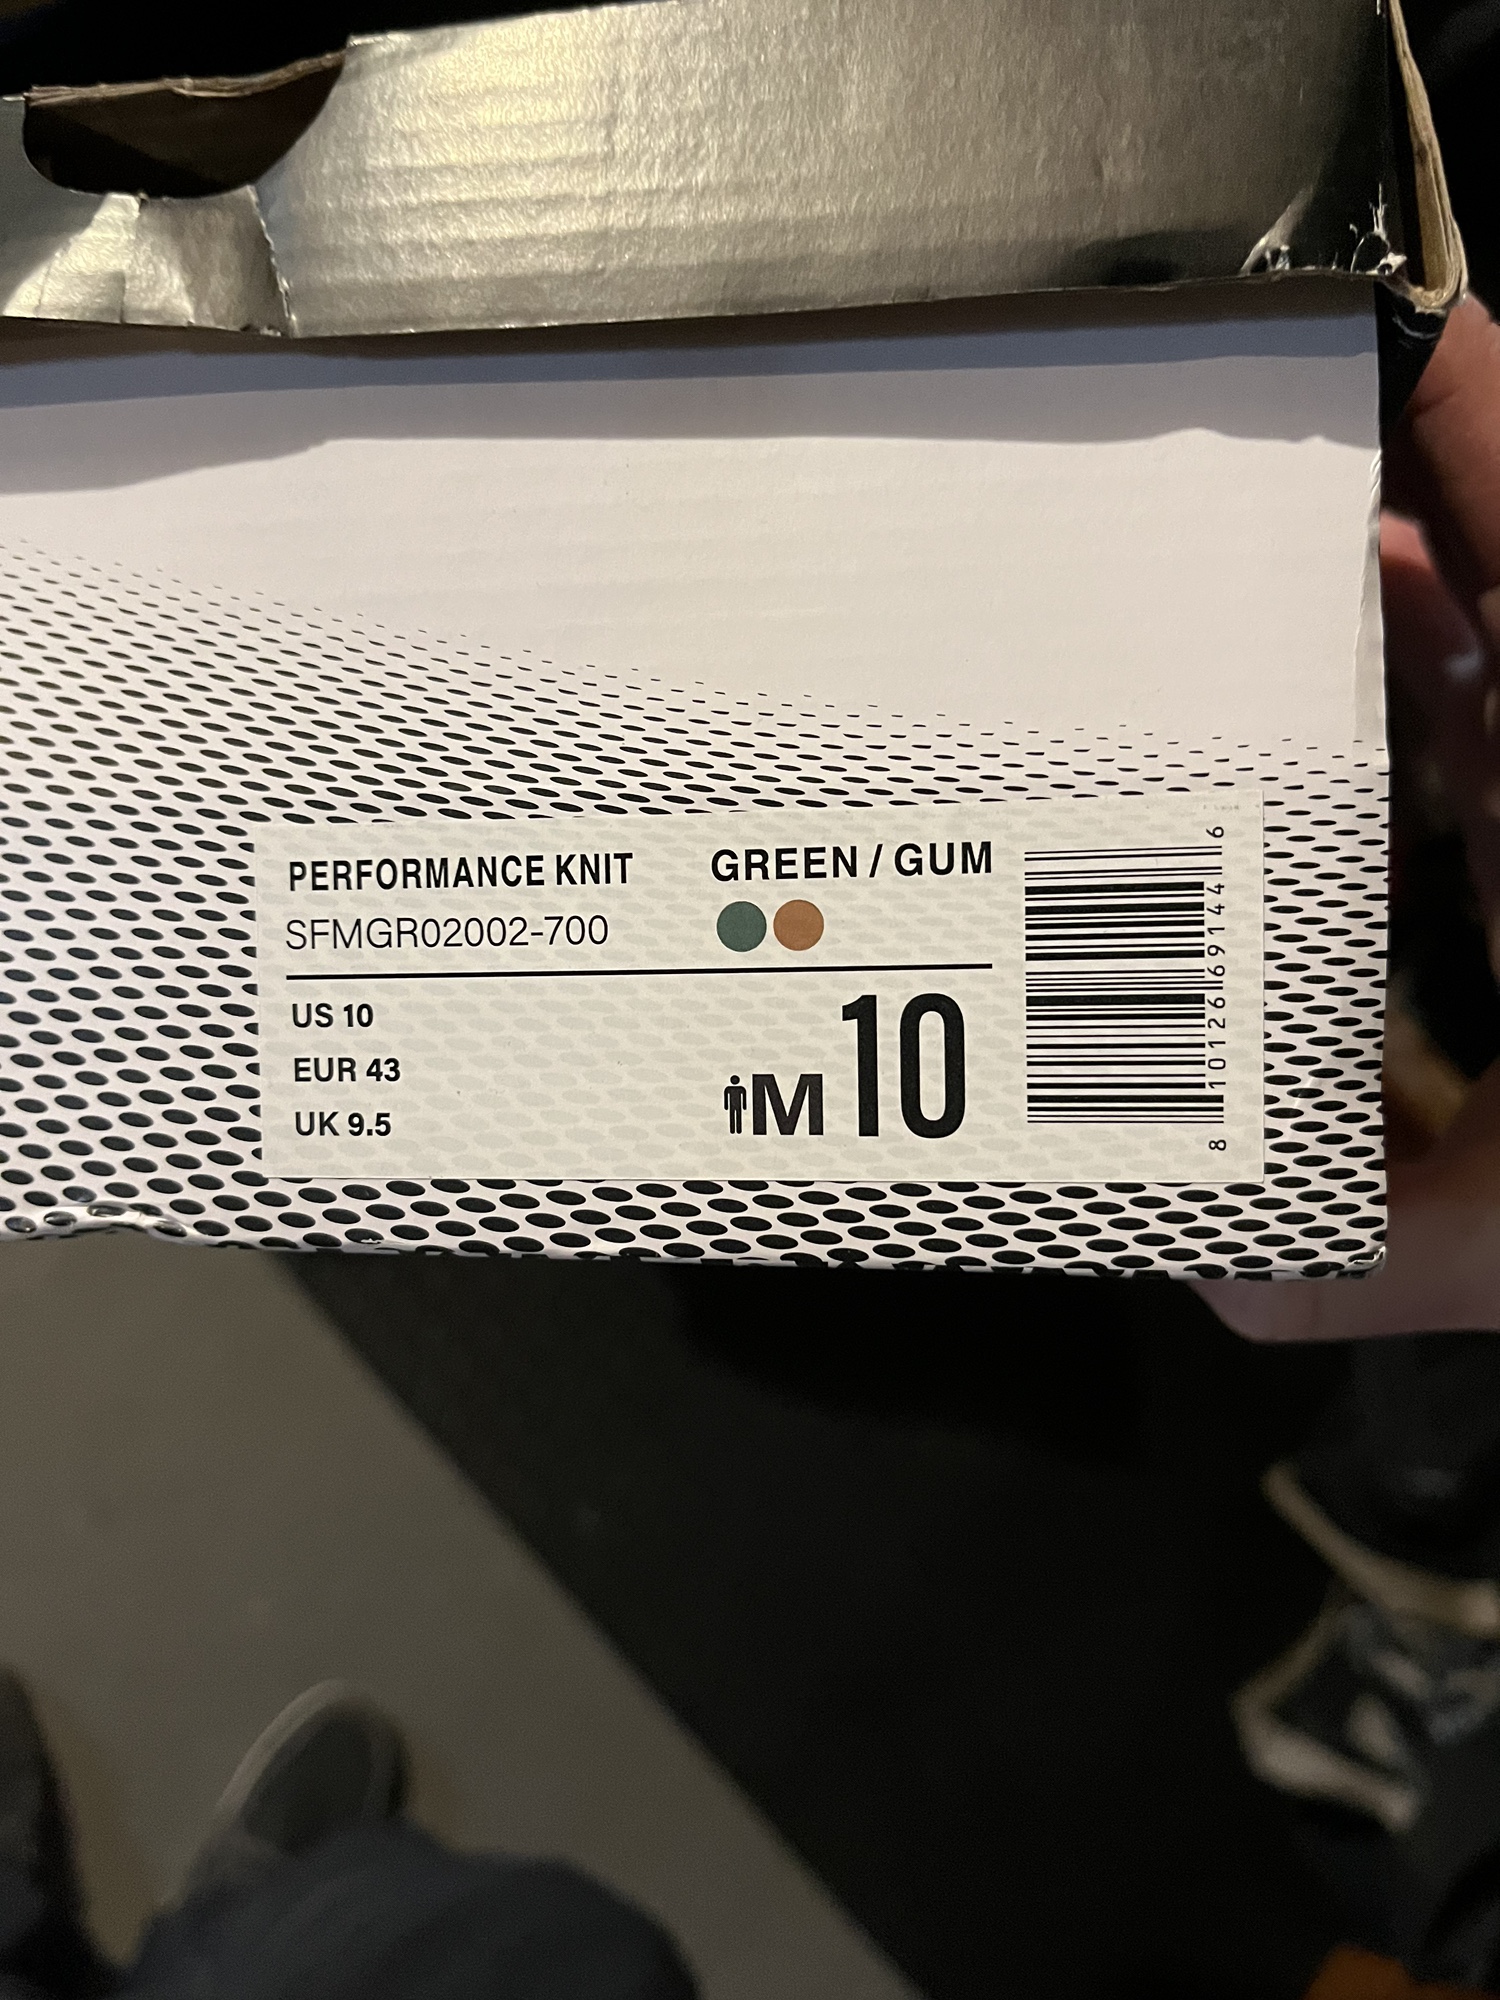 PERFORMANCE KNIT
SFMGR02002-700
GREEN / GUM
US 10
EUR 43
UK 9.5
M 10
8 10126 69144 6